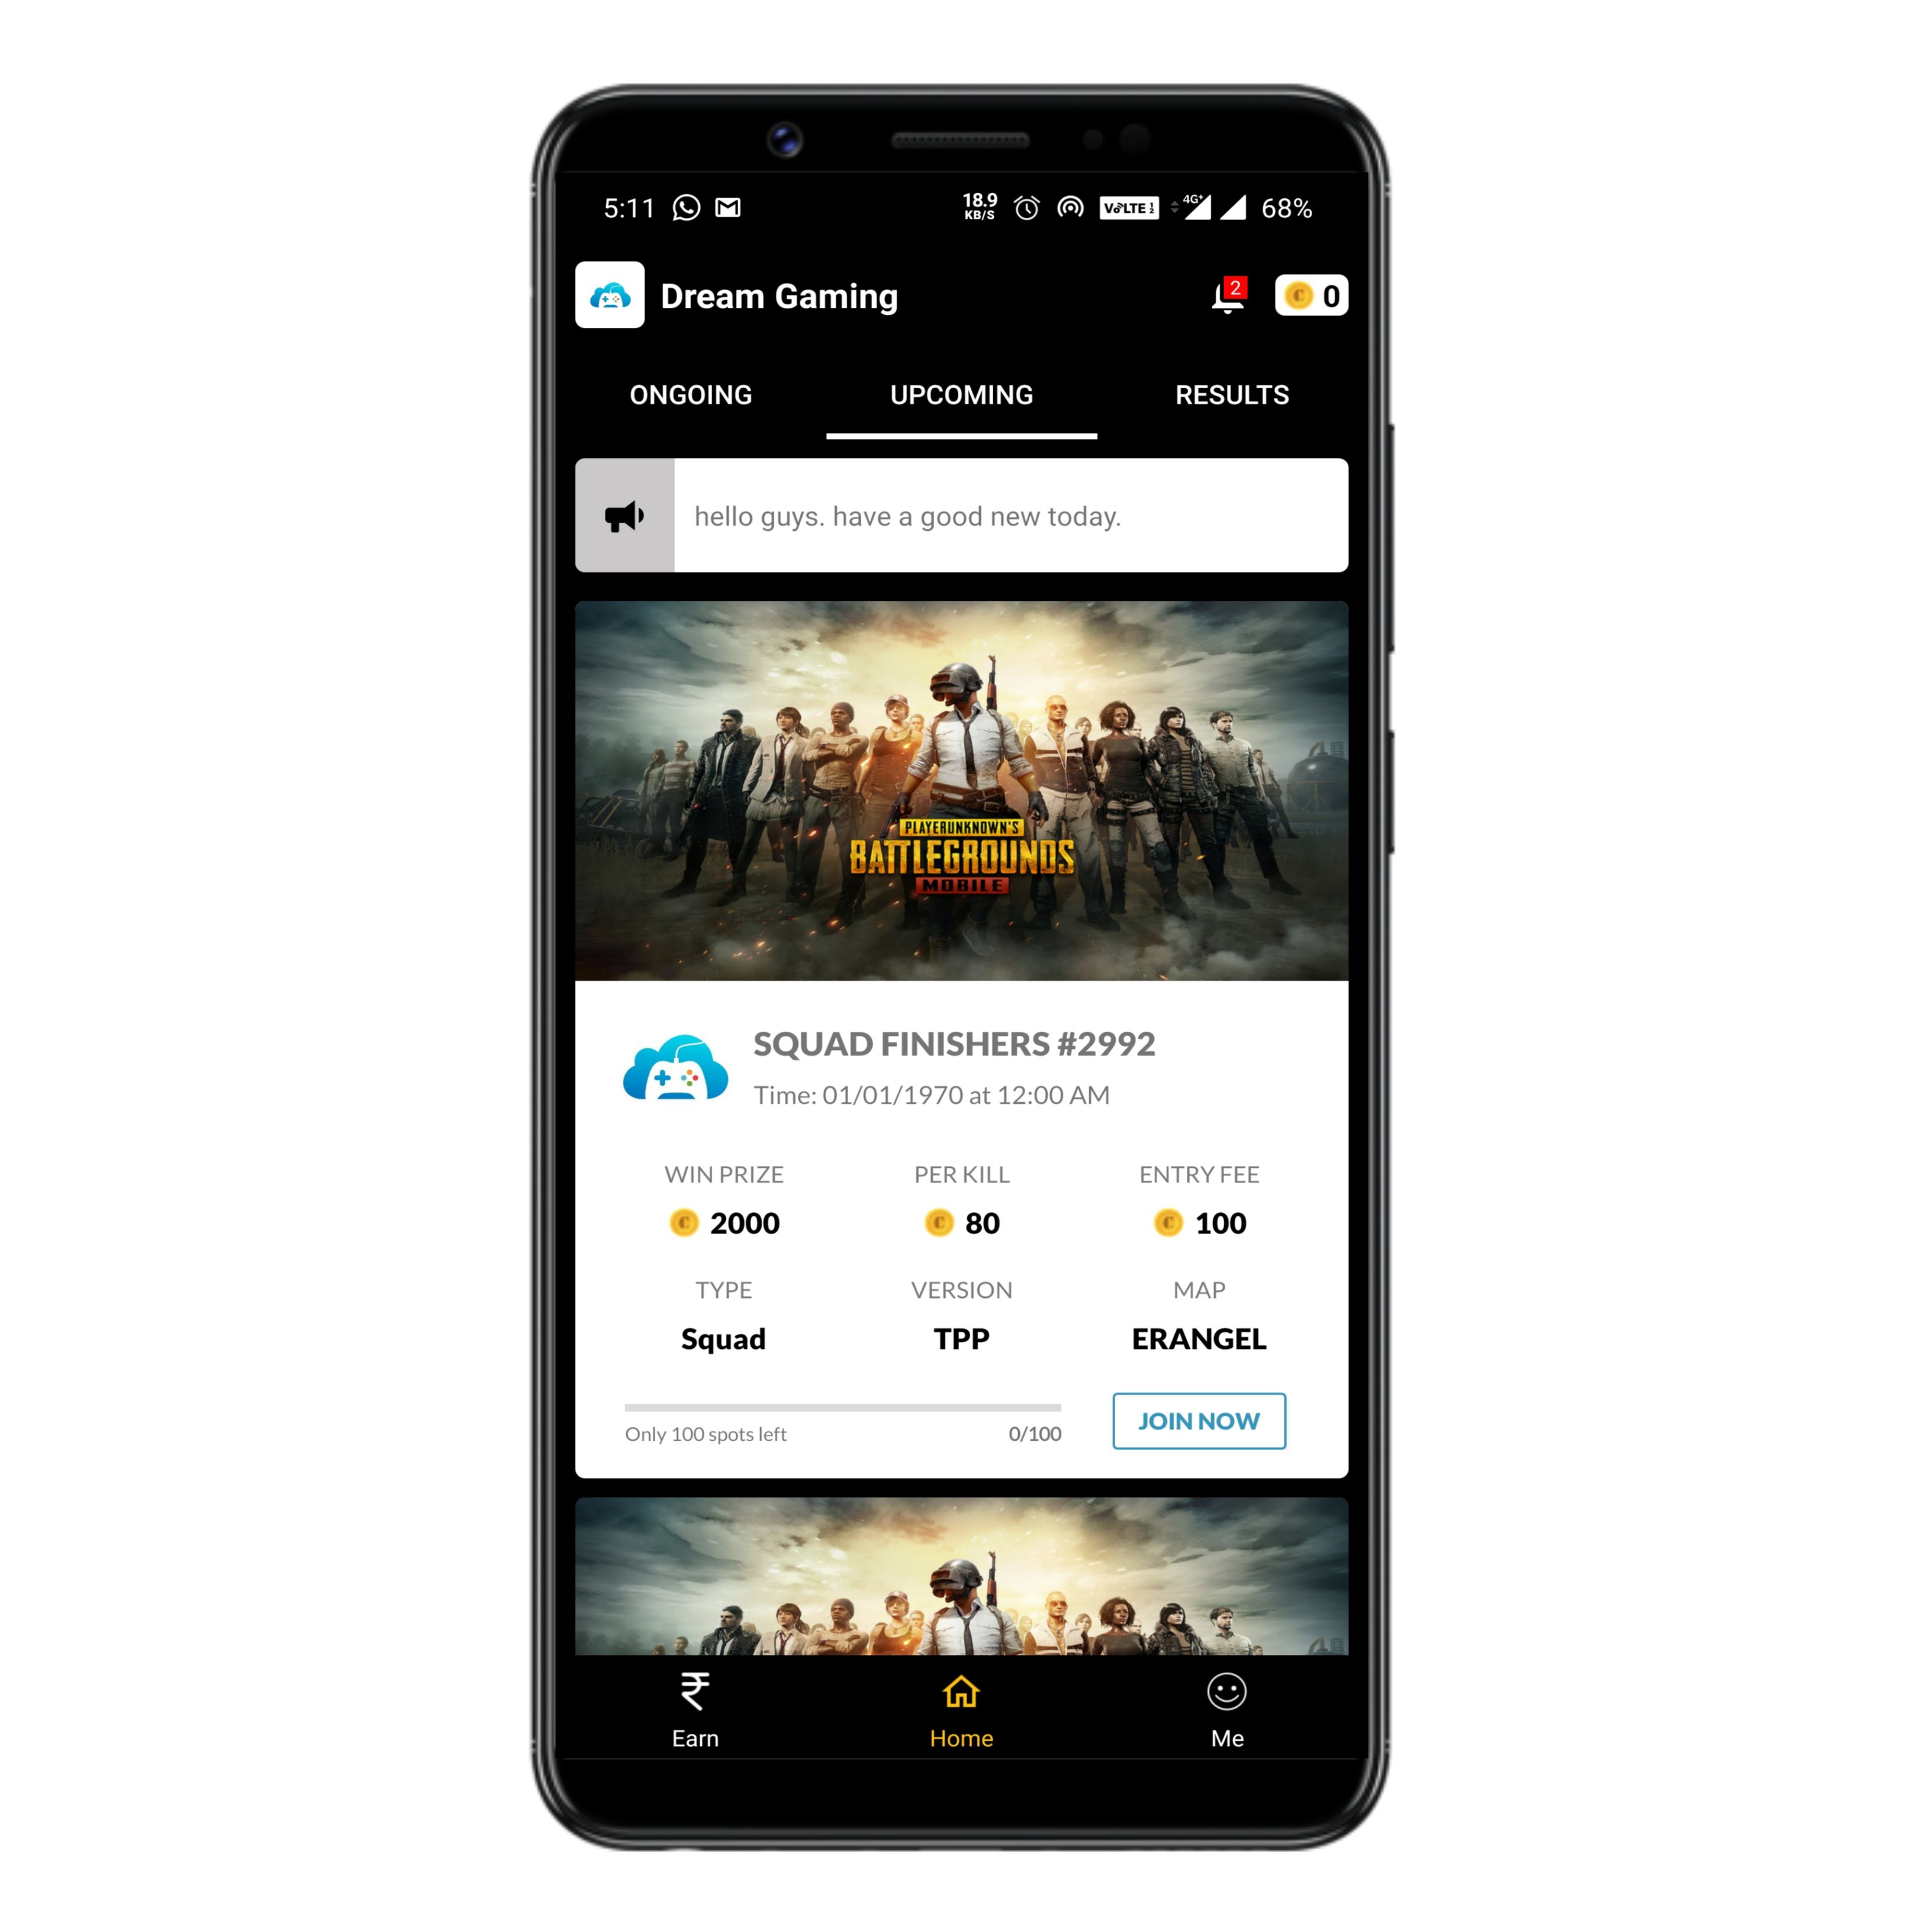 5:11 18.9 KB/S VoLTE 1 2 4G+ 68%
Dream Gaming 2 C 0
ONGOING UPCOMING RESULTS
hello guys. have a good new today.
PLAYERUNKNOWN'S
BATTLEGROUNDS
MOBILE
SQUAD FINISHERS #2992
Time: 01/01/1970 at 12:00 AM
WIN PRIZE PER KILL ENTRY FEE
C 2000 C 80 C 100
TYPE VERSION MAP
Squad TPP ERANGEL
Only 100 spots left 0/100 JOIN NOW
₹
Earn Home Me